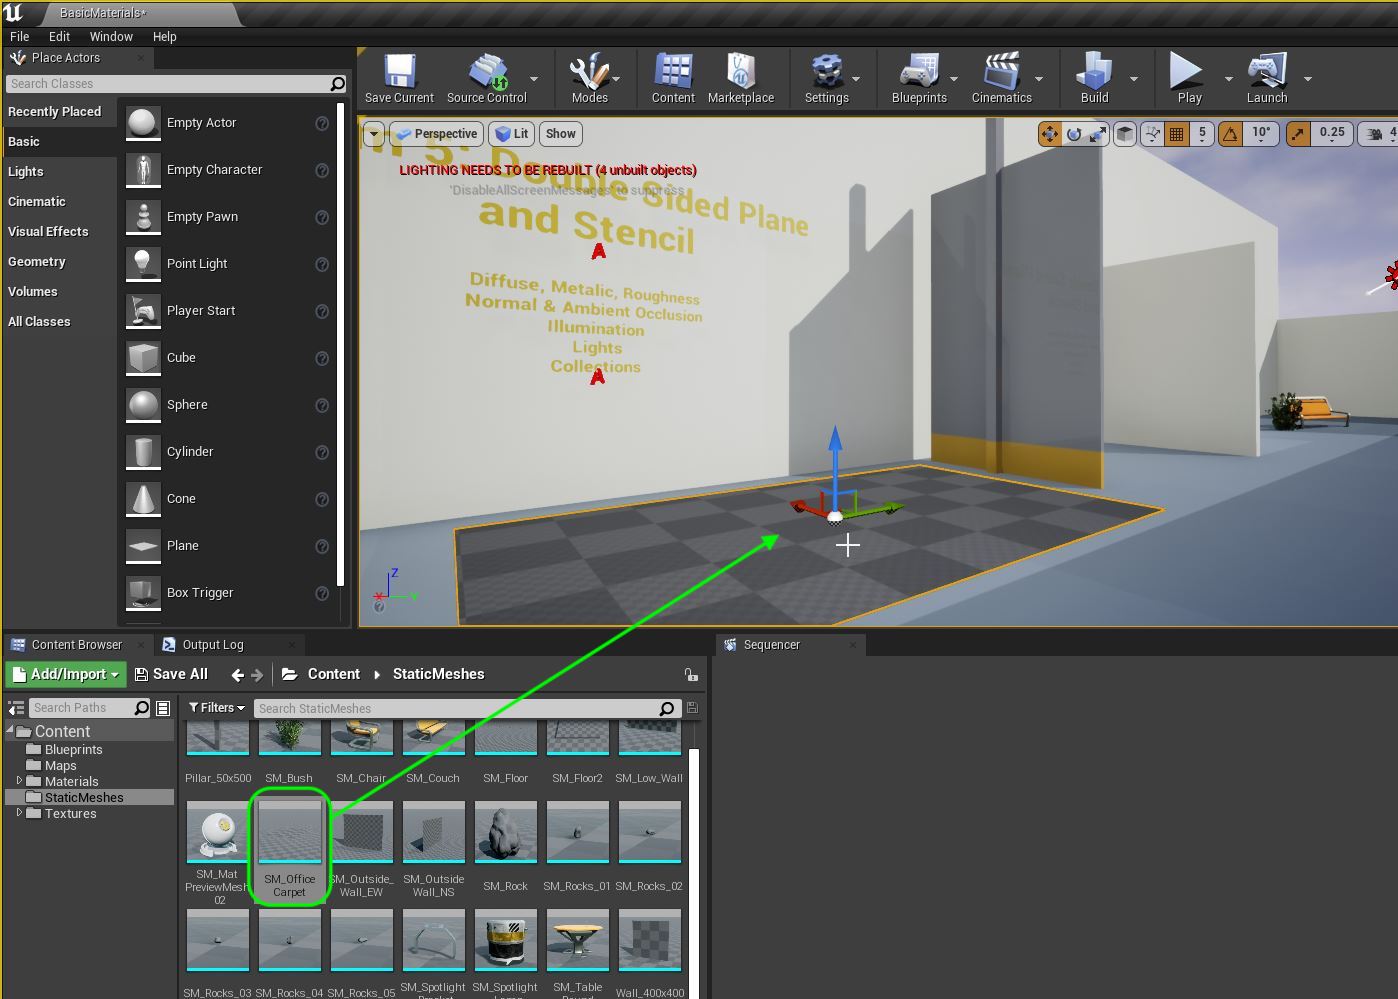 BasicMaterials*
File Edit Window Help
Place Actors
Search Classes
Recently Placed
Basic
Lights
Cinematic
Visual Effects
Geometry
Volumes
All Classes
Empty Actor
Empty Character
Empty Pawn
Point Light
Player Start
Cube
Sphere
Cylinder
Cone
Plane
Box Trigger
Save Current Source Control Modes Content Marketplace Settings Blueprints Cinematics Build Play Launch
Perspective Lit Show
5 10° 0.25 4
LIGHTING NEEDS TO BE REBUILT (4 unbuilt objects)
'DisableAllScreenMessages' to suppress
5: Double Sided Plane
and Stencil
Diffuse, Metalic, Roughness
Normal & Ambient Occlusion
Illumination
Lights
Collections
Z
Y
Content Browser Output Log Sequencer
Add/Import Save All Content StaticMeshes
Search Paths Filters Search StaticMeshes
Content
Blueprints
Maps
Materials
StaticMeshes
Textures
Pillar_50x500 SM_Bush SM_Chair SM_Couch SM_Floor SM_Floor2 SM_Low_Wall
SM_Mat
PreviewMesh
02
SM_Office
Carpet
SM_Outside_
Wall_EW
SM_Outside
Wall_NS
SM_Rock SM_Rocks_01 SM_Rocks_02
SM_Rocks_03 SM_Rocks_04 SM_Rocks_05
SM_Spotlight
SM_Spotlight
SM_Table
Wall_400x400